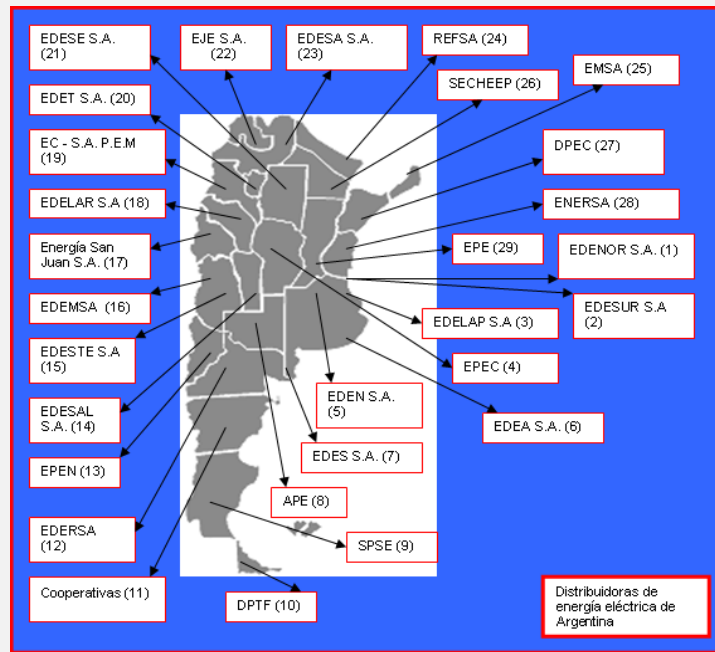 EDESE S.A.
(21)
EJE S.A.
(22)
EDESA S.A.
(23)
REFSA (24)
EMSA (25)
SECHEEP (26)
EDET S.A. (20)
EC - S.A. P.E.M
(19)
DPEC (27)
EDELAR S.A (18)
ENERSA (28)
Energía San
Juan S.A. (17)
EPE (29)
EDENOR S.A. (1)
EDEMSA (16)
EDESUR S.A
(2)
EDELAP S.A (3)
EDESTE S.A
(15)
EPEC (4)
EDEN S.A.
(5)
EDESAL
S.A. (14)
EDEA S.A. (6)
EDES S.A. (7)
EPEN (13)
APE (8)
EDERSA
(12)
SPSE (9)
Cooperativas (11)
DPTF (10)
Distribuidoras de
energía eléctrica de
Argentina